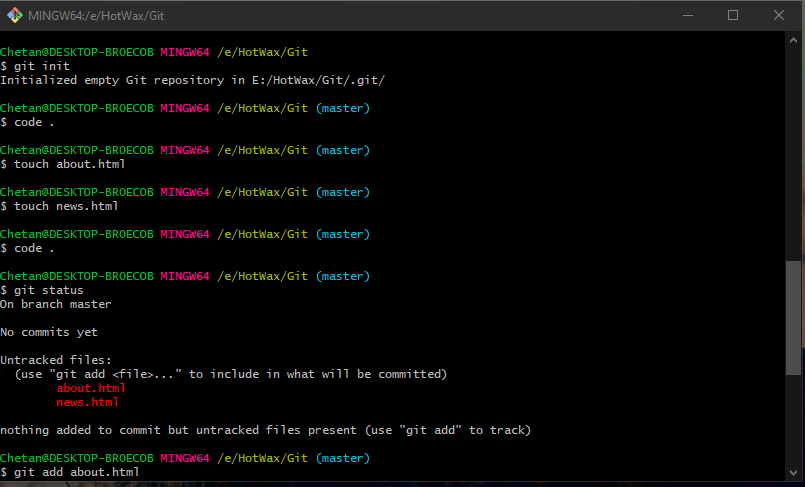 MINGW64:/e/HotWax/Git
Chetan@DESKTOP-BROECOB MINGW64 /e/HotWax/Git
$ git init
Initialized empty Git repository in E:/HotWax/Git/.git/
Chetan@DESKTOP-BROECOB MINGW64 /e/HotWax/Git (master)
$ code .
Chetan@DESKTOP-BROECOB MINGW64 /e/HotWax/Git (master)
$ touch about.html
Chetan@DESKTOP-BROECOB MINGW64 /e/HotWax/Git (master)
$ touch news.html
Chetan@DESKTOP-BROECOB MINGW64 /e/HotWax/Git (master)
$ code .
Chetan@DESKTOP-BROECOB MINGW64 /e/HotWax/Git (master)
$ git status
On branch master
No commits yet
Untracked files:
(use "git add <file>..." to include in what will be committed)
about.html
news.html
nothing added to commit but untracked files present (use "git add" to track)
Chetan@DESKTOP-BROECOB MINGW64 /e/HotWax/Git (master)
$ git add about.html